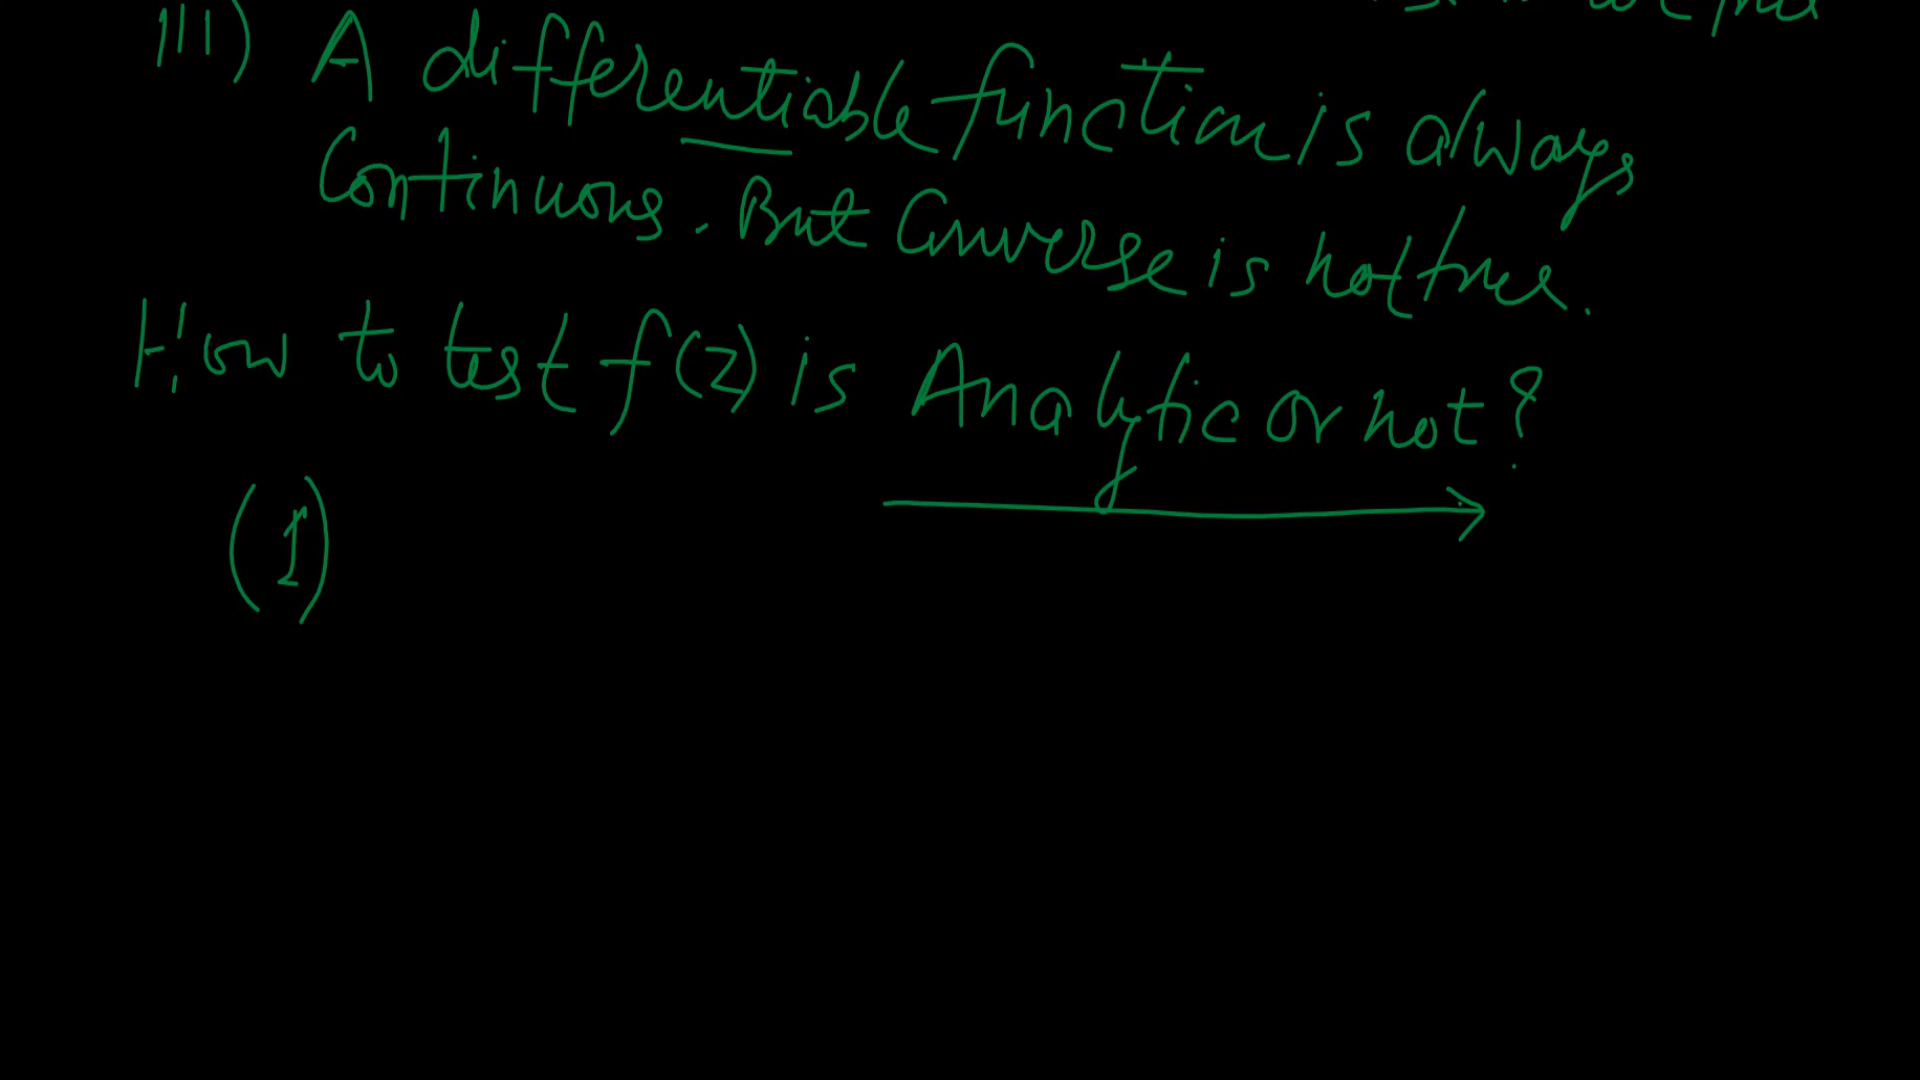 III) A differentiable function is always
Continuous. But Converse is not true.
How to test f(z) is Analytic or not?
(1)